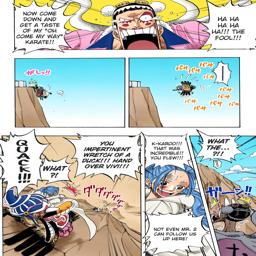 NOW COME
DOWN AND
GET A TASTE
OF MY "OH
COME MY WAY"
KARATE!!
HA HA
HA HA
HA!!! THE
FOOL!!!
YOU
IMPERTINENT
WRETCH OF A
DUCK!!! HAND
OVER VIVI!!!
WHAT
?!
GUACK!!!
K-KAROO!!!
THAT WAS
INCREDIBLE!!
YOU FLEW!!!
WHAT
THE...
?!!
NOT EVEN MR. 2
CAN FOLLOW US
UP HERE!